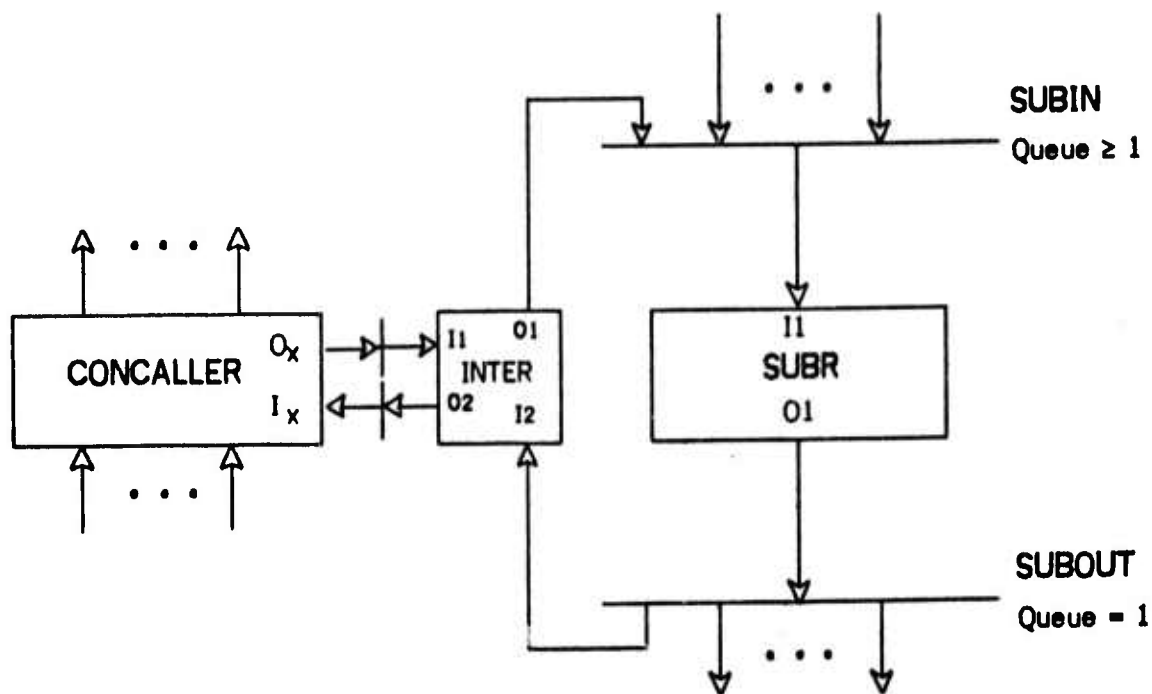 SUBIN
Queue ≥ 1
CONCALLER
Ox
Ix
I1
O1
INTER
O2
I2
I1
SUBR
O1
SUBOUT
Queue = 1